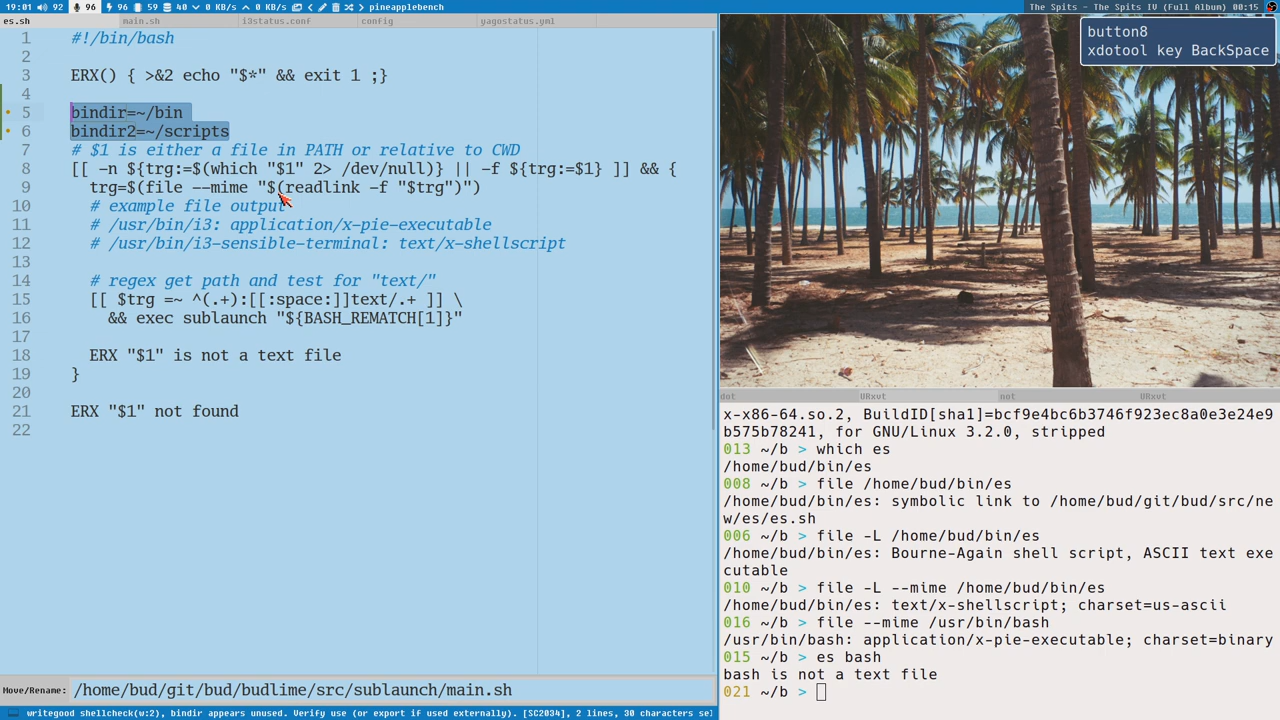 19:01 92 96 96 59 40 0 KB/s 0 KB/s pineapplebench
The Spits - The Spits IV (Full Album) 00:15
es.sh main.sh i3status.conf config yagostatus.yml
1 #!/bin/bash
2
3 ERX() { >&2 echo "$*" && exit 1 ;}
4
5 bindir=~/bin
6 bindir2=~/scripts
7 # $1 is either a file in PATH or relative to CWD
8 [[ -n ${trg:=$(which "$1" 2> /dev/null)} || -f ${trg:=$1} ]] && {
9 trg=$(file --mime "$(readlink -f "$trg")")
10 # example file output
11 # /usr/bin/i3: application/x-pie-executable
12 # /usr/bin/i3-sensible-terminal: text/x-shellscript
13
14 # regex get path and test for "text/"
15 [[ $trg =~ ^(.+):[[:space:]]text/.+ ]] \
16 && exec sublaunch "${BASH_REMATCH[1]}"
17
18 ERX "$1" is not a text file
19 }
20
21 ERX "$1" not found
22
Move/Rename: /home/bud/git/bud/budlime/src/sublaunch/main.sh
writegood shellcheck(w:2), bindir appears unused. Verify use (or export if used externally). [SC2034], 2 lines, 30 characters se
button8
xdotool key BackSpace
dot URxvt not URxvt
x-x86-64.so.2, BuildID[sha1]=bcf9e4bc6b3746f923ec8a0e3e24e9
b575b78241, for GNU/Linux 3.2.0, stripped
013 ~/b > which es
/home/bud/bin/es
008 ~/b > file /home/bud/bin/es
/home/bud/bin/es: symbolic link to /home/bud/git/bud/src/ne
w/es/es.sh
006 ~/b > file -L /home/bud/bin/es
/home/bud/bin/es: Bourne-Again shell script, ASCII text exe
cutable
010 ~/b > file -L --mime /home/bud/bin/es
/home/bud/bin/es: text/x-shellscript; charset=us-ascii
016 ~/b > file --mime /usr/bin/bash
/usr/bin/bash: application/x-pie-executable; charset=binary
015 ~/b > es bash
bash is not a text file
021 ~/b >